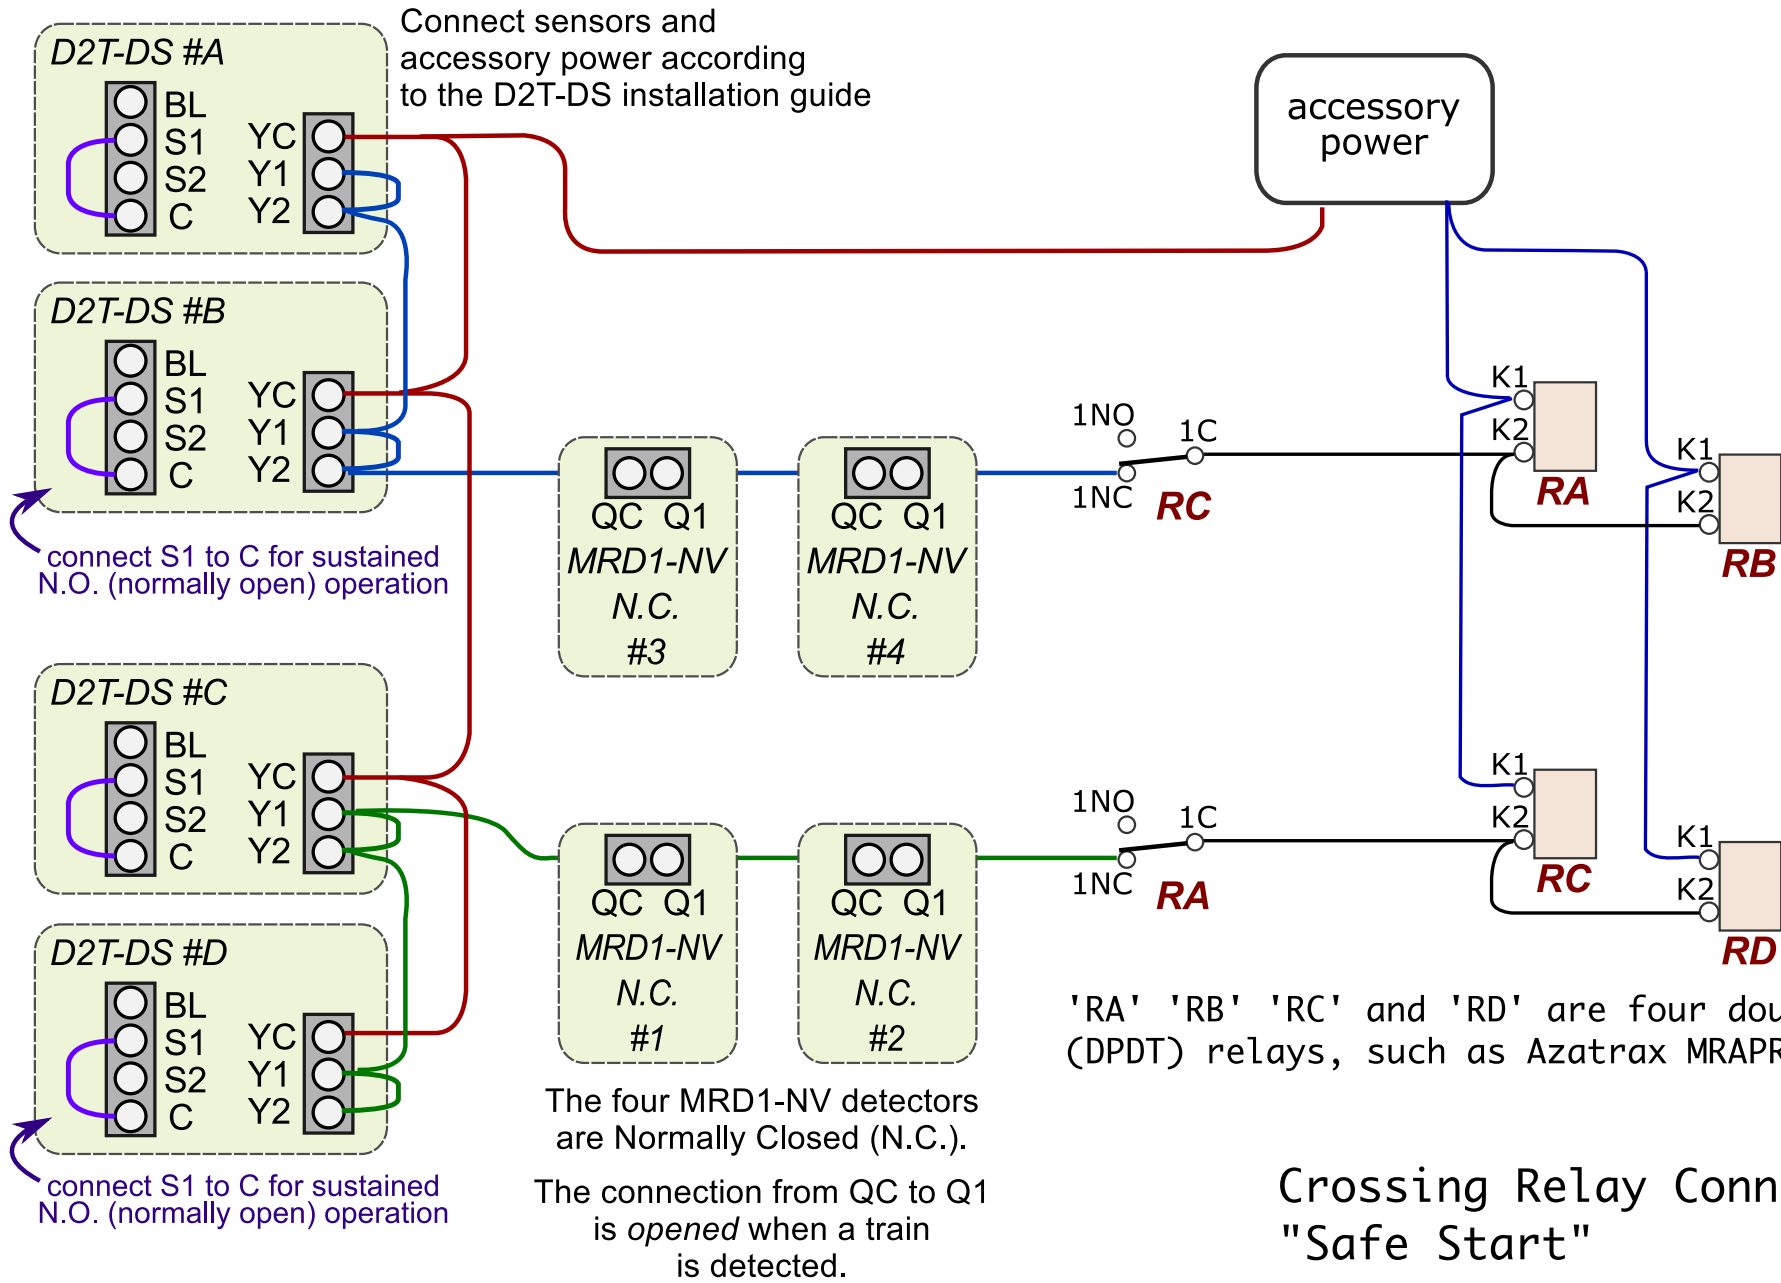 Connect sensors and
accessory power according
to the D2T-DS installation guide
D2T-DS #A
BL
S1
S2
C
YC
Y1
Y2
accessory
power
D2T-DS #B
BL
S1
S2
C
YC
Y1
Y2
connect S1 to C for sustained
N.O. (normally open) operation
QC Q1
MRD1-NV
N.C.
#3
QC Q1
MRD1-NV
N.C.
#4
1NO
1C
1NC
RC
K1
K2
RA
K1
K2
RB
D2T-DS #C
BL
S1
S2
C
YC
Y1
Y2
D2T-DS #D
BL
S1
S2
C
YC
Y1
Y2
connect S1 to C for sustained
N.O. (normally open) operation
QC Q1
MRD1-NV
N.C.
#1
QC Q1
MRD1-NV
N.C.
#2
1NO
1C
1NC
RA
K1
K2
RC
K1
K2
RD
'RA' 'RB' 'RC' and 'RD' are four dou
(DPDT) relays, such as Azatrax MRAPR
The four MRD1-NV detectors
are Normally Closed (N.C.).
The connection from QC to Q1
is opened when a train
is detected.
Crossing Relay Conn
"Safe Start"